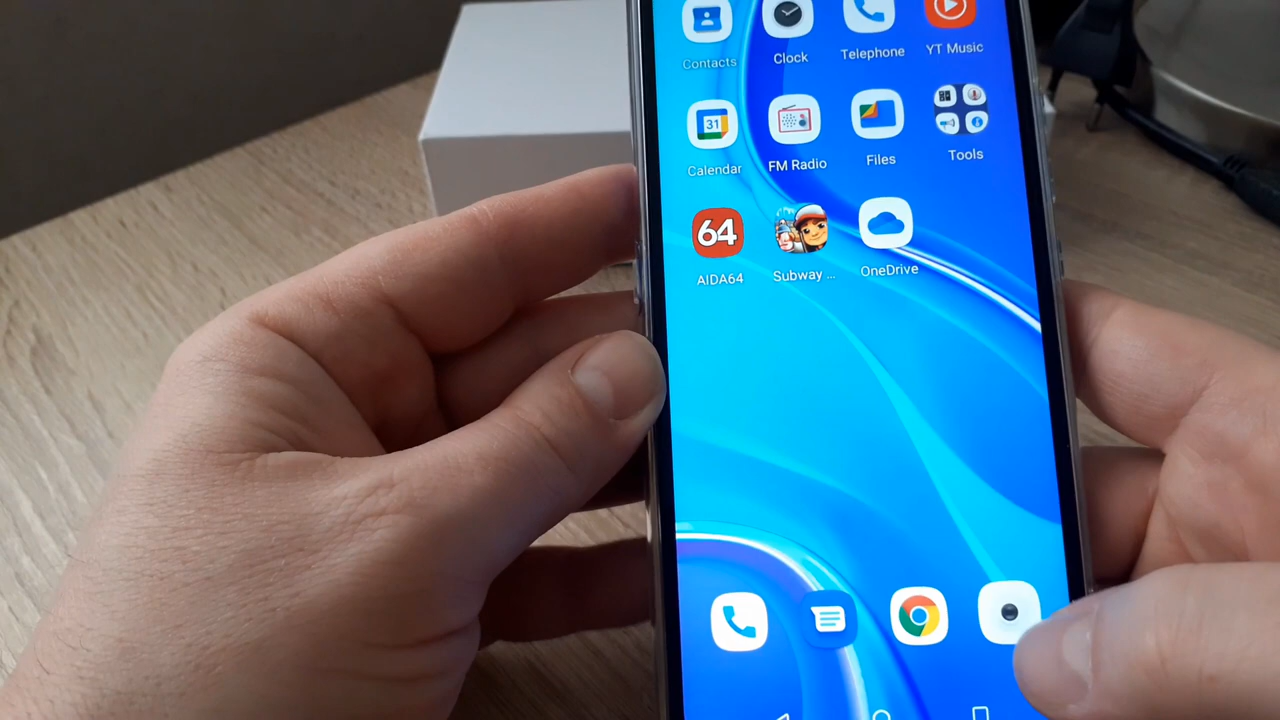 Contacts
Clock
Telephone
YT Music
31
Calendar
FM Radio
Files
Tools
64
AIDA64
Subway ...
OneDrive